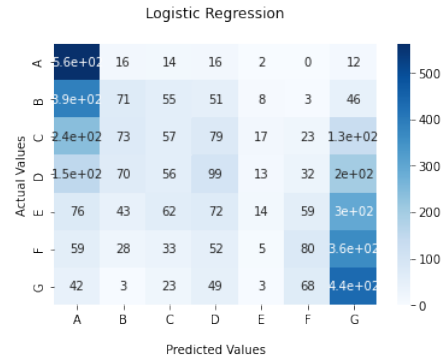 Logistic Regression
A 5.6e+02 16 14 16 2 0 12
B 3.9e+02 71 55 51 8 3 46
C 2.4e+02 73 57 79 17 23 1.3e+02
D 1.5e+02 70 56 99 13 32 2e+02
E 76 43 62 72 14 59 3e+02
F 59 28 33 52 5 80 3.6e+02
G 42 3 23 49 3 68 4.4e+02
A B C D E F G
Actual Values
Predicted Values
500
400
300
200
100
0